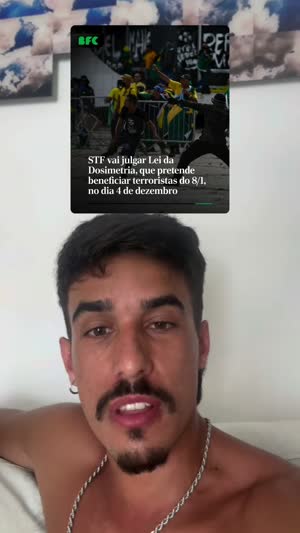 BFC
STF vai julgar Lei da
Dosimetria, que pretende
beneficiar terroristas do 8/1,
no dia 4 de dezembro